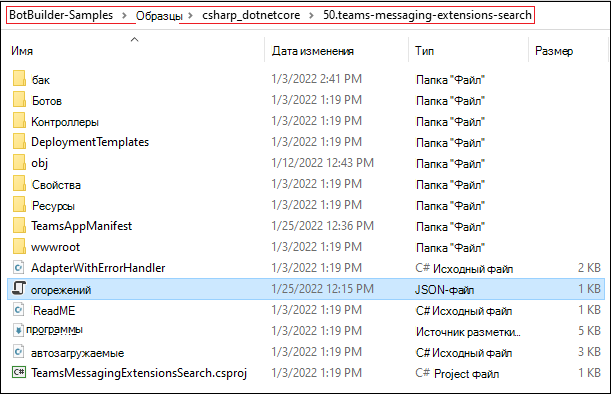 BotBuilder-Samples > Образцы > csharp_dotnetcore > 50.teams-messaging-extensions-search
Имя Дата изменения Тип Размер
бак 1/3/2022 2:41 PM Папка "Файл"
Ботов 1/3/2022 1:19 PM Папка "Файл"
Контроллеры 1/3/2022 1:19 PM Папка "Файл"
DeploymentTemplates 1/3/2022 1:19 PM Папка "Файл"
obj 1/12/2022 12:43 PM Папка "Файл"
Свойства 1/3/2022 1:19 PM Папка "Файл"
Ресурсы 1/3/2022 1:19 PM Папка "Файл"
TeamsAppManifest 1/25/2022 12:36 PM Папка "Файл"
wwwroot 1/3/2022 1:19 PM Папка "Файл"
AdapterWithErrorHandler 1/3/2022 1:19 PM C# Исходный файл 2 KB
огорежений 1/25/2022 12:15 PM JSON-файл 1 KB
ReadME 1/3/2022 1:19 PM C# Исходный файл 1 KB
программы 1/3/2022 1:19 PM Источник разметки... 5 KB
автозагружаемые 1/3/2022 1:19 PM C# Исходный файл 3 KB
TeamsMessagingExtensionsSearch.csproj 1/3/2022 1:19 PM C# Project файл 1 KB